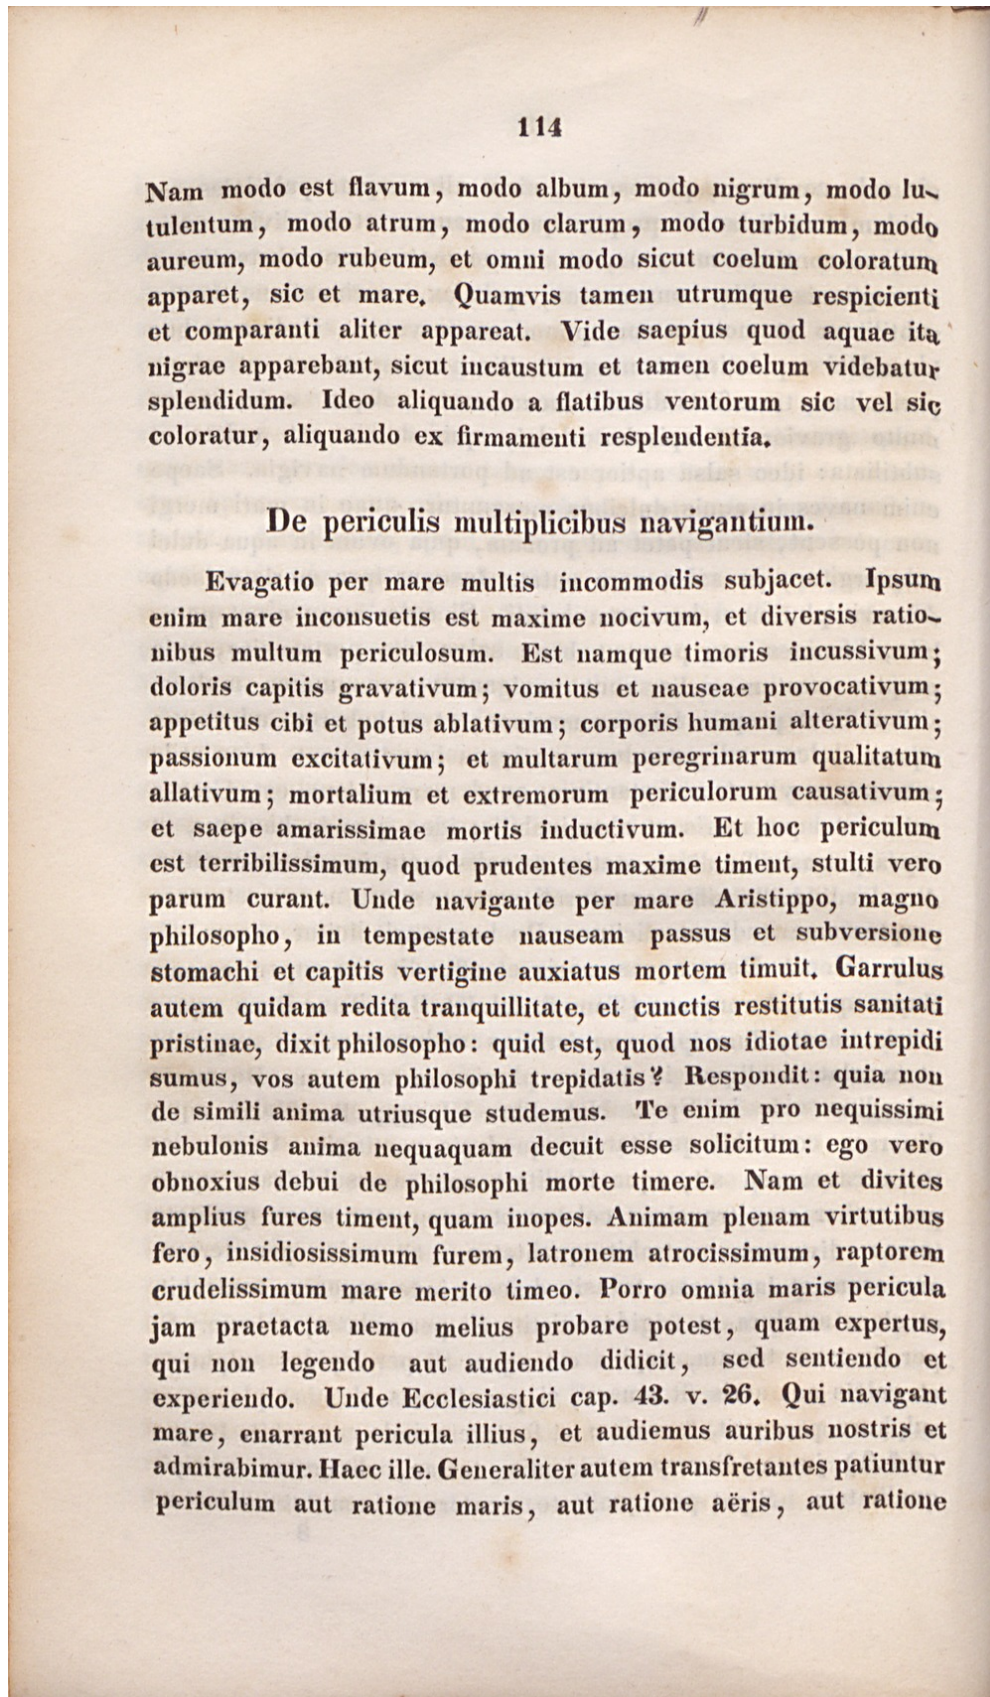 114
Nam modo est flavum, modo album, modo nigrum, modo lu-
tulentum, modo atrum, modo clarum, modo turbidum, modo
aureum, modo rubeum, et omni modo sicut coelum coloratum
apparet, sic et mare. Quamvis tamen utrumque respicienti
et comparanti aliter appareat. Vide saepius quod aquae ita
nigrae apparebant, sicut incaustum et tamen coelum videbatur
splendidum. Ideo aliquando a flatibus ventorum sic vel sic
coloratur, aliquando ex firmamenti resplendentia.
De periculis multiplicibus navigantium.
Evagatio per mare multis incommodis subjacet. Ipsum
enim mare inconsuetis est maxime nocivum, et diversis ratio-
nibus multum periculosum. Est namque timoris incussivum;
doloris capitis gravativum; vomitus et nauseae provocativum;
appetitus cibi et potus ablativum; corporis humani alterativum;
passionum excitativum; et multarum peregrinarum qualitatum
allativum; mortalium et extremorum periculorum causativum;
et saepe amarissimae mortis inductivum. Et hoc periculum
est terribilissimum, quod prudentes maxime timent, stulti vero
parum curant. Unde navigante per mare Aristippo, magno
philosopho, in tempestate nauseam passus et subversione
stomachi et capitis vertigine auxiatus mortem timuit. Garrulus
autem quidam redita tranquillitate, et cunctis restitutis sanitati
pristinae, dixit philosopho: quid est, quod nos idiotae intrepidi
sumus, vos autem philosophi trepidatis? Respondit: quia non
de simili anima utriusque studemus. Te enim pro nequissimi
nebulonis anima nequaquam decuit esse solicitum: ego vero
obnoxius debui de philosophi morte timere. Nam et divites
amplius fures timent, quam inopes. Animam plenam virtutibus
fero, insidiosissimum furem, latronem atrocissimum, raptorem
crudelissimum mare merito timeo. Porro omnia maris pericula
jam praetacta nemo melius probare potest, quam expertus,
qui non legendo aut audiendo didicit, sed sentiendo et
experiendo. Unde Ecclesiastici cap. 43. v. 26. Qui navigant
mare, enarrant pericula illius, et audiemus auribus nostris et
admirabimur. Haec ille. Generaliter autem transfretantes patiuntur
periculum aut ratione maris, aut ratione aëris, aut ratione